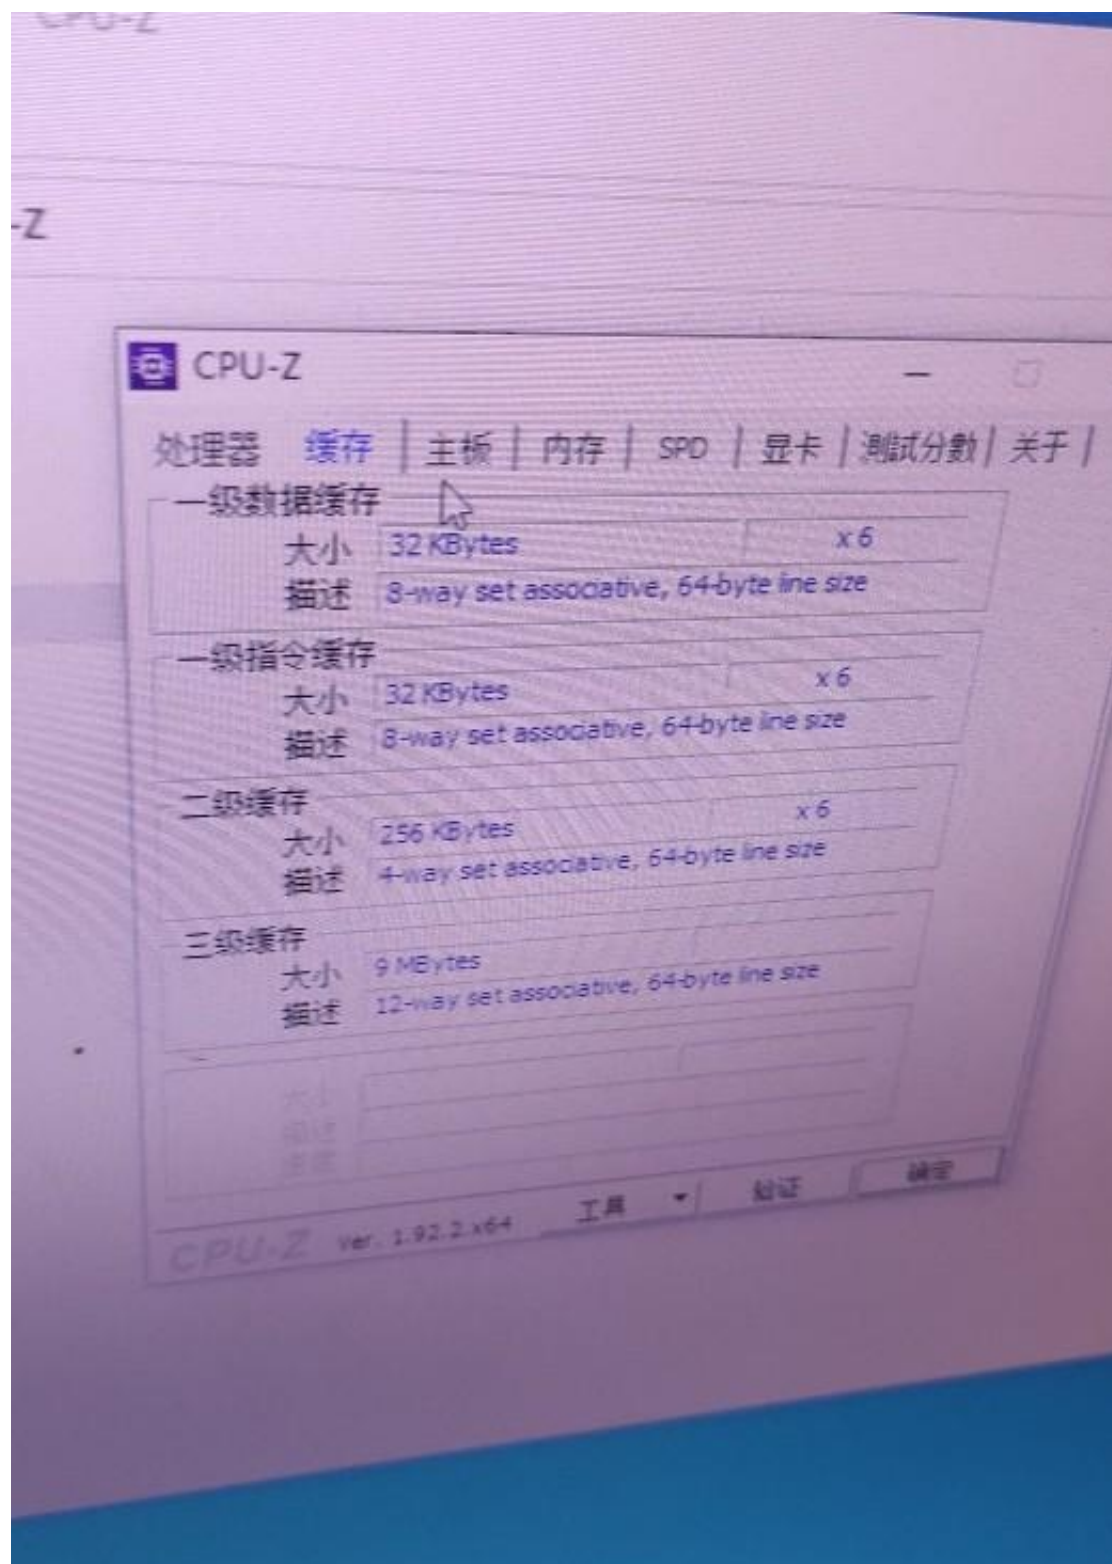 CPU-Z
-Z
CPU-Z
处理器 缓存 主板 内存 SPD 显卡 測試分數 关于
一级数据缓存
大小 32 KBytes x 6
描述 8-way set associative, 64-byte line size
一级指令缓存
大小 32 KBytes x 6
描述 8-way set associative, 64-byte line size
二级缓存
大小 256 KBytes x 6
描述 4-way set associative, 64-byte line size
三级缓存
大小 9 MBytes
描述 12-way set associative, 64-byte line size
大小
描述
CPU-Z Ver. 1.92.2.x64 工具 验证 确定